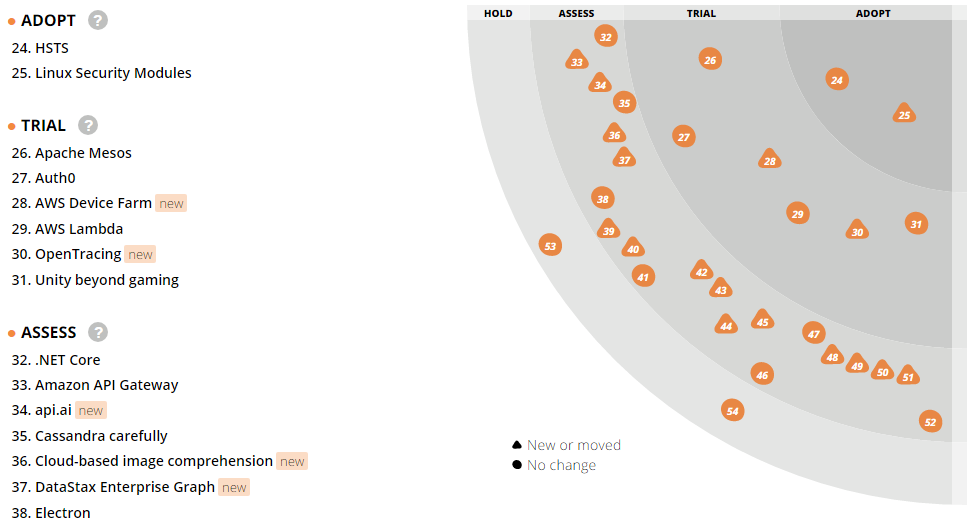 ADOPT ?
24. HSTS
25. Linux Security Modules
TRIAL ?
26. Apache Mesos
27. Auth0
28. AWS Device Farm new
29. AWS Lambda
30. OpenTracing new
31. Unity beyond gaming
ASSESS ?
32. .NET Core
33. Amazon API Gateway
34. api.ai new
35. Cassandra carefully
36. Cloud-based image comprehension new
37. DataStax Enterprise Graph new
38. Electron
HOLD ASSESS TRIAL ADOPT
32
33
26
34
24
35
25
36
27
37
28
38
29
31
39
30
53
40
41
42
43
44
45
47
48
49
50
46
51
54
52
New or moved
No change